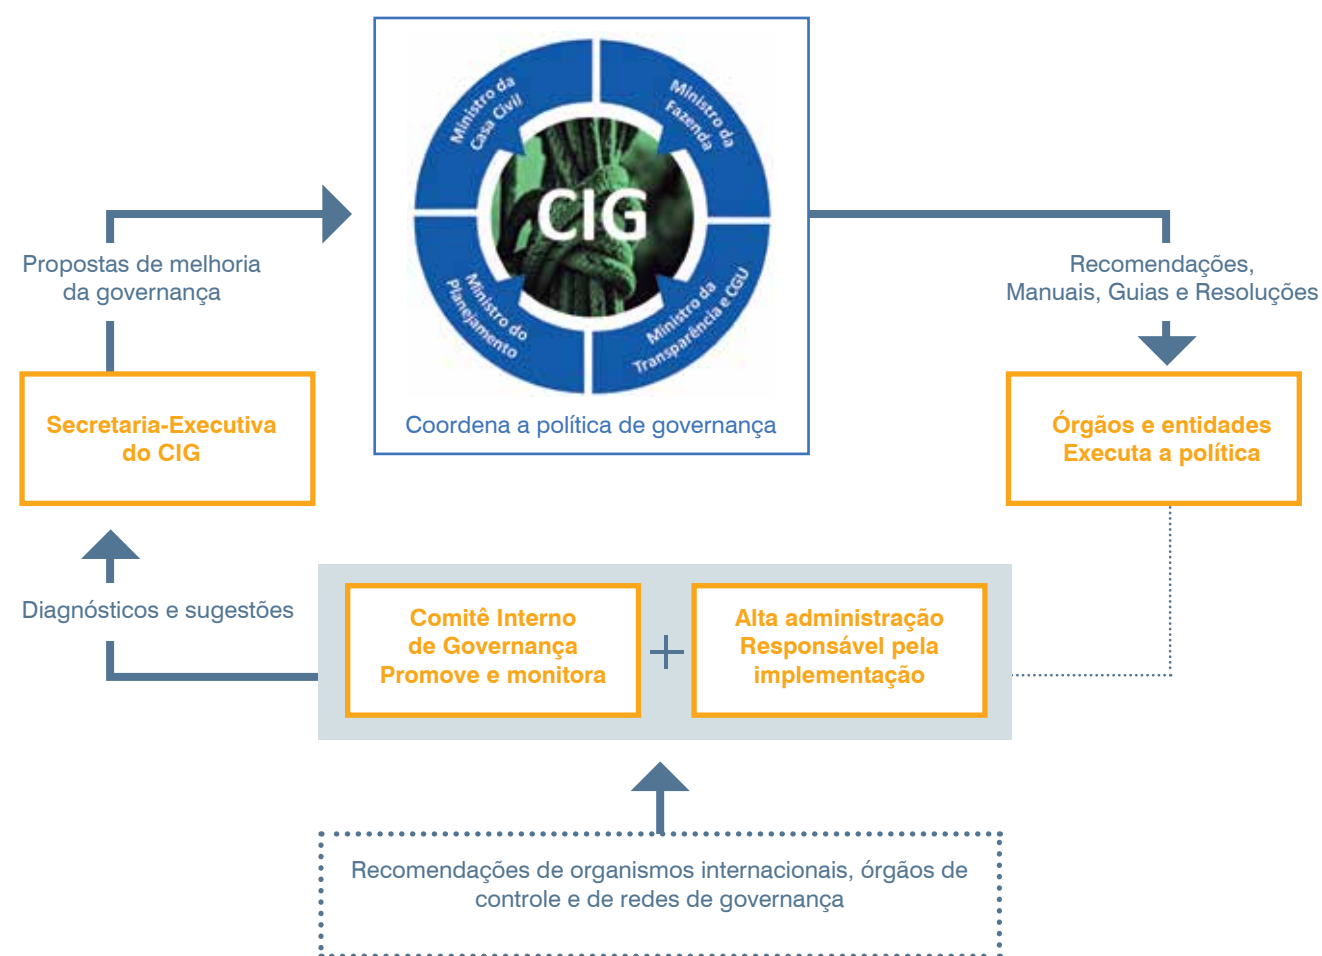 Ministro da
Casa Civil
Ministro da
Fazenda
CIG
Ministro do
Planejamento
Ministro da
Transparência e CGU
Coordena a política de governança
Propostas de melhoria
da governança
Recomendações,
Manuais, Guias e Resoluções
Secretaria-Executiva
do CIG
Órgãos e entidades
Executa a política
Diagnósticos e sugestões
Comitê Interno
de Governança
Promove e monitora
+
Alta administração
Responsável pela
implementação
Recomendações de organismos internacionais, órgãos de
controle e de redes de governança